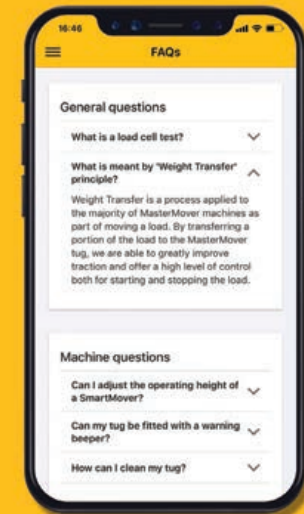 16:46
FAQs
General questions
What is a load cell test?
What is meant by 'Weight Transfer'
principle?
Weight Transfer is a process applied to
the majority of MasterMover machines as
part of moving a load. By transferring a
portion of the load to the MasterMover
tug, we are able to greatly improve
traction and offer a high level of control
both for starting and stopping the load.
Machine questions
Can I adjust the operating height of
a SmartMover?
Can my tug be fitted with a warning
beeper?
How can I clean my tug?